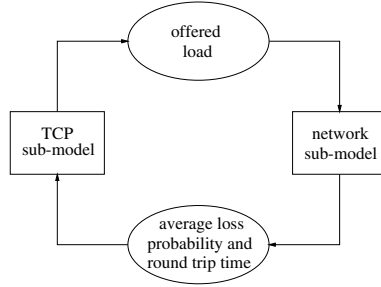 offered
load
TCP
sub-model
network
sub-model
average loss
probability and
round trip time